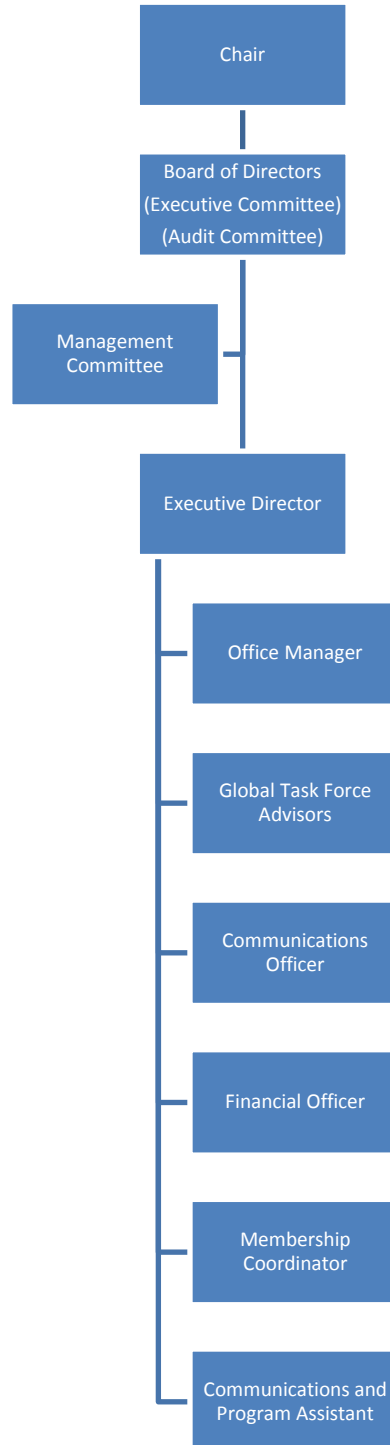 Chair
Board of Directors
(Executive Committee)
(Audit Committee)
Management
Committee
Executive Director
Office Manager
Global Task Force
Advisors
Communications
Officer
Financial Officer
Membership
Coordinator
Communications and
Program Assistant